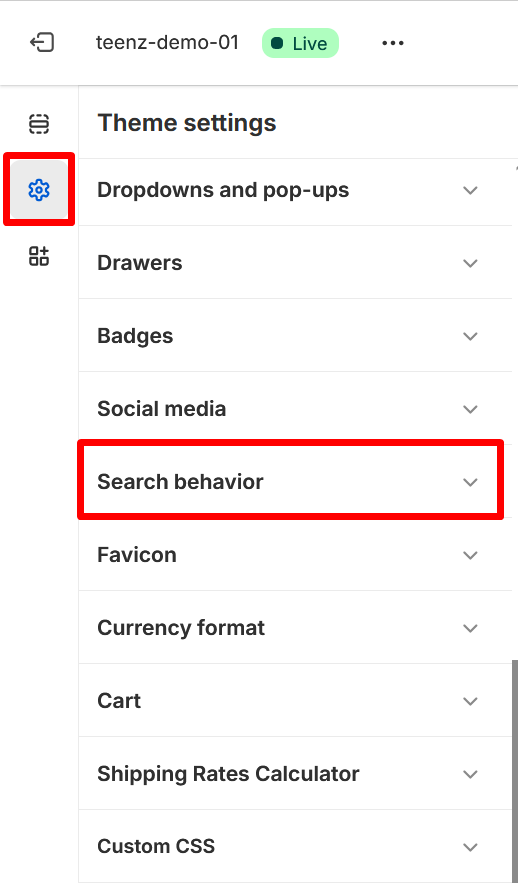 teenz-demo-01 Live
Theme settings
Dropdowns and pop-ups
Drawers
Badges
Social media
Search behavior
Favicon
Currency format
Cart
Shipping Rates Calculator
Custom CSS